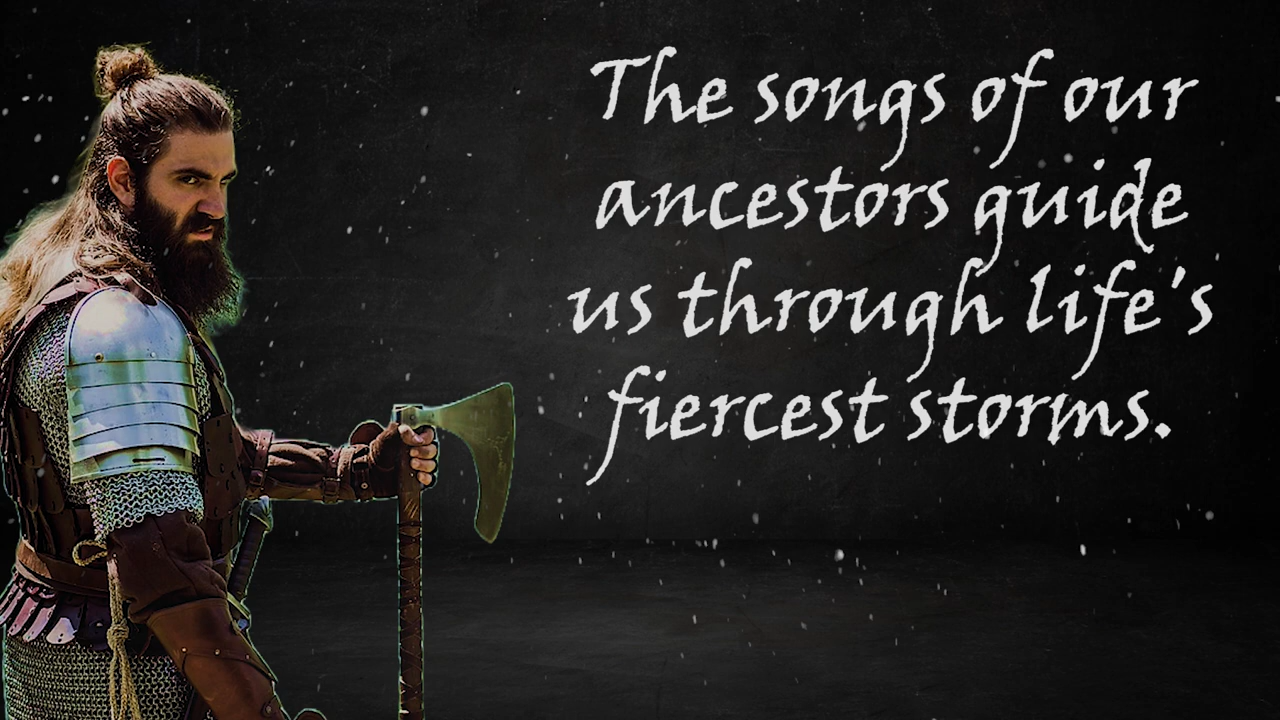 The songs of our
ancestors guide
us through life's
fiercest storms.